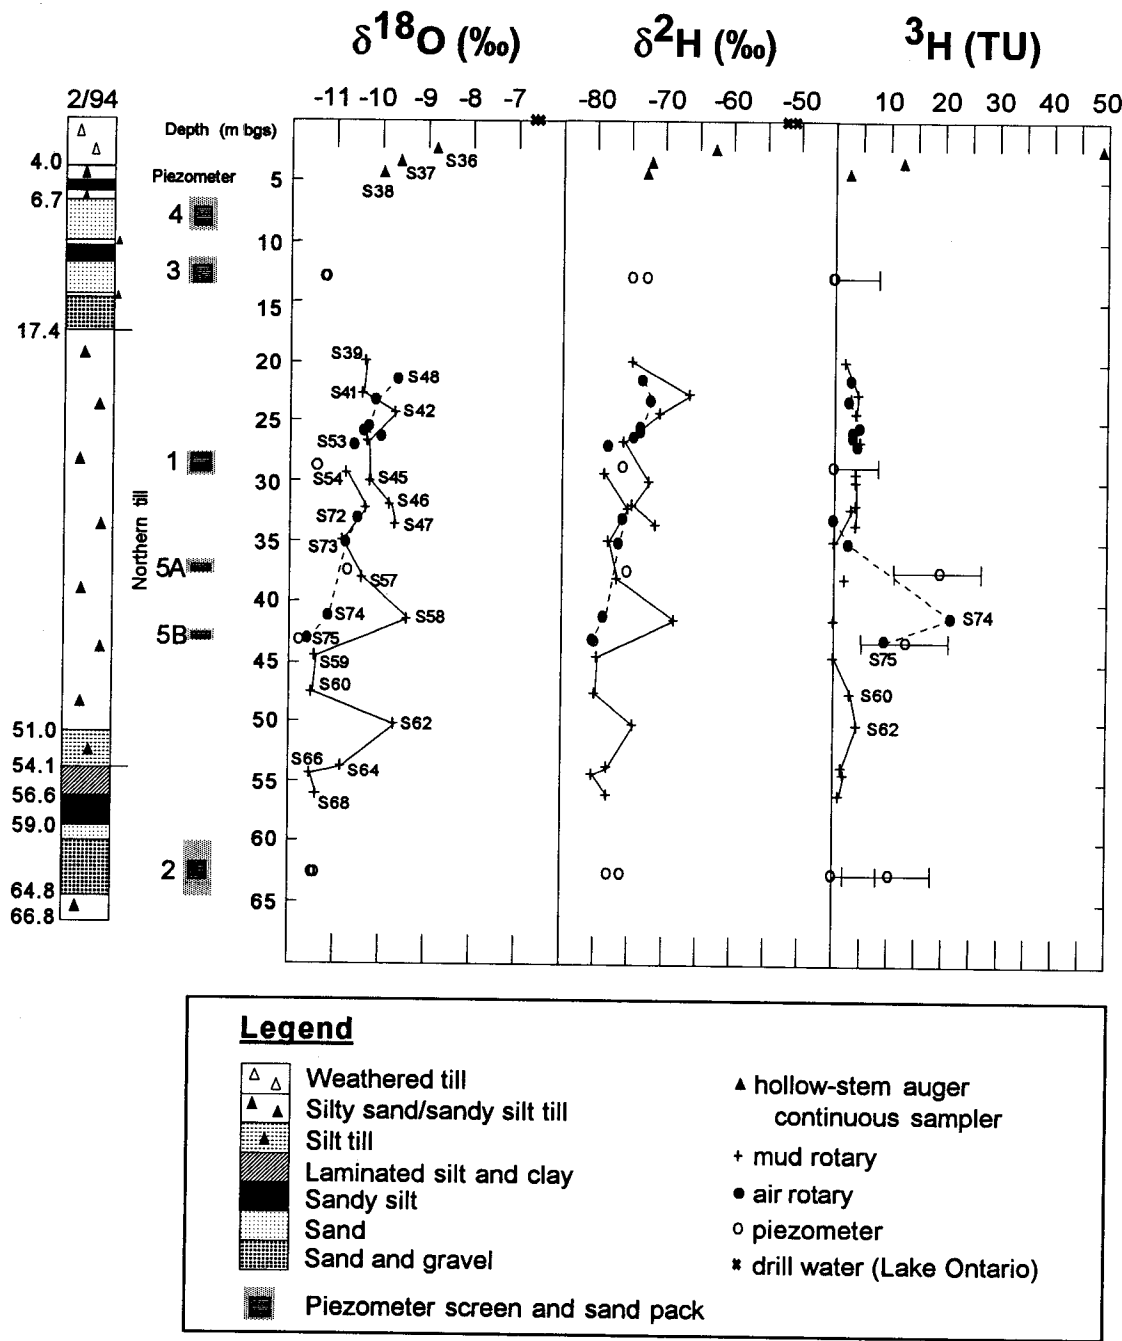 δ18O (‰) δ2H (‰) 3H (TU)
2/94 -11 -10 -9 -8 -7 -80 -70 -60 -50 10 20 30 40 50
Depth (m bgs)
4.0
Piezometer
5
S36
S37
S38
6.7
4
10
3
15
17.4
20
S39
S48
S41
S42
25
S53
1
30
S54
S45
S46
S72
S47
35
S73
Northern till
5A
S57
40
S74
S58
S74
5B
S75
45
S59
S75
S60
S60
50
S62
S62
51.0
54.1
S66
S64
55
56.6
S68
59.0
60
2
64.8
65
66.8
Legend
Weathered till
Silty sand/sandy silt till
Silt till
Laminated silt and clay
Sandy silt
Sand
Sand and gravel
Piezometer screen and sand pack
hollow-stem auger
continuous sampler
mud rotary
air rotary
piezometer
drill water (Lake Ontario)